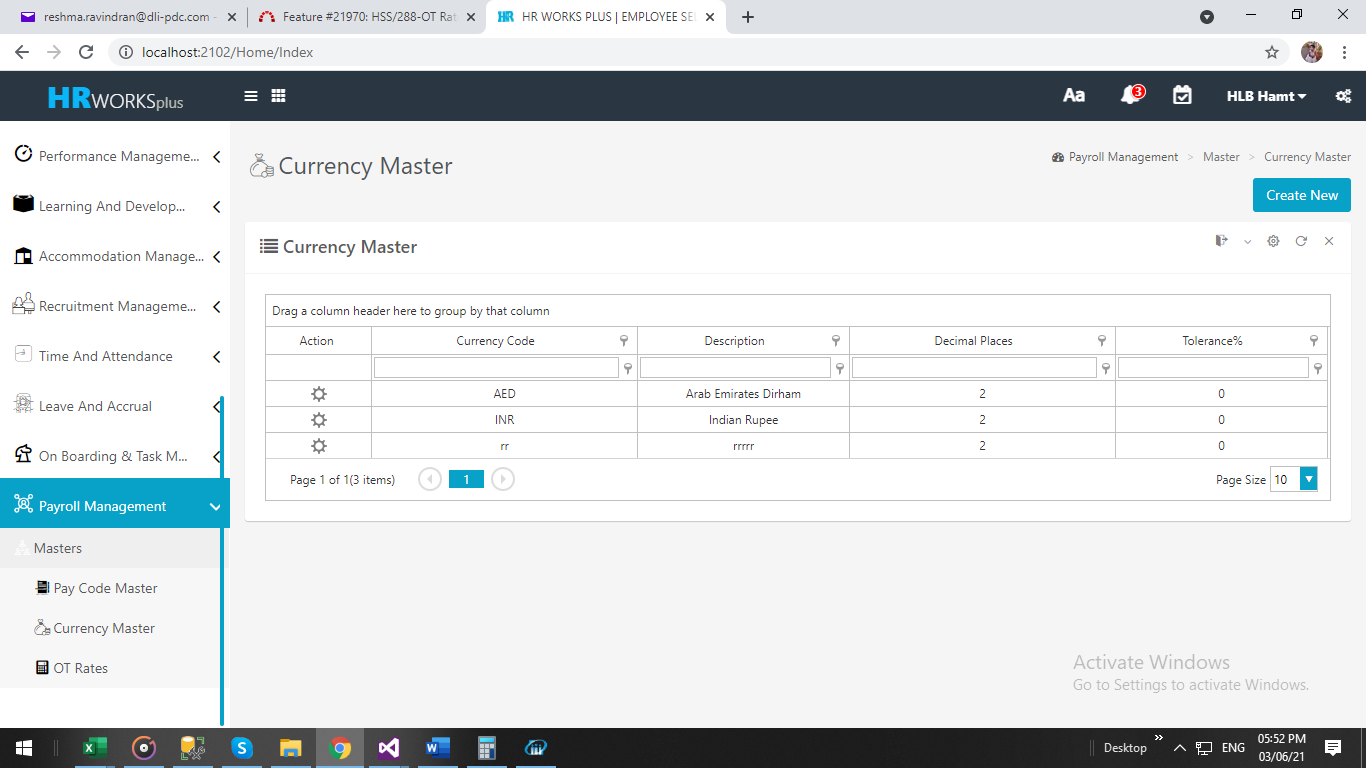 reshma.ravindran@dli-pdc.com -
Feature #21970: HSS/288-OT Rat
HR WORKS PLUS | EMPLOYEE SEL
localhost:2102/Home/Index
HRWORKSplus
Aa
3
HLB Hamt
Performance Manageme...
Learning And Develop...
Accommodation Manage...
Recruitment Manageme...
Time And Attendance
Leave And Accrual
On Boarding & Task M...
Payroll Management
Masters
Pay Code Master
Currency Master
OT Rates
Currency Master
Payroll Management > Master > Currency Master
Create New
Currency Master
Drag a column header here to group by that column
Action Currency Code Description Decimal Places Tolerance%
AED Arab Emirates Dirham 2 0
INR Indian Rupee 2 0
rr rrrrr 2 0
Page 1 of 1(3 items) 1 Page Size 10
Activate Windows
Go to Settings to activate Windows.
Desktop
ENG
05:52 PM
03/06/21